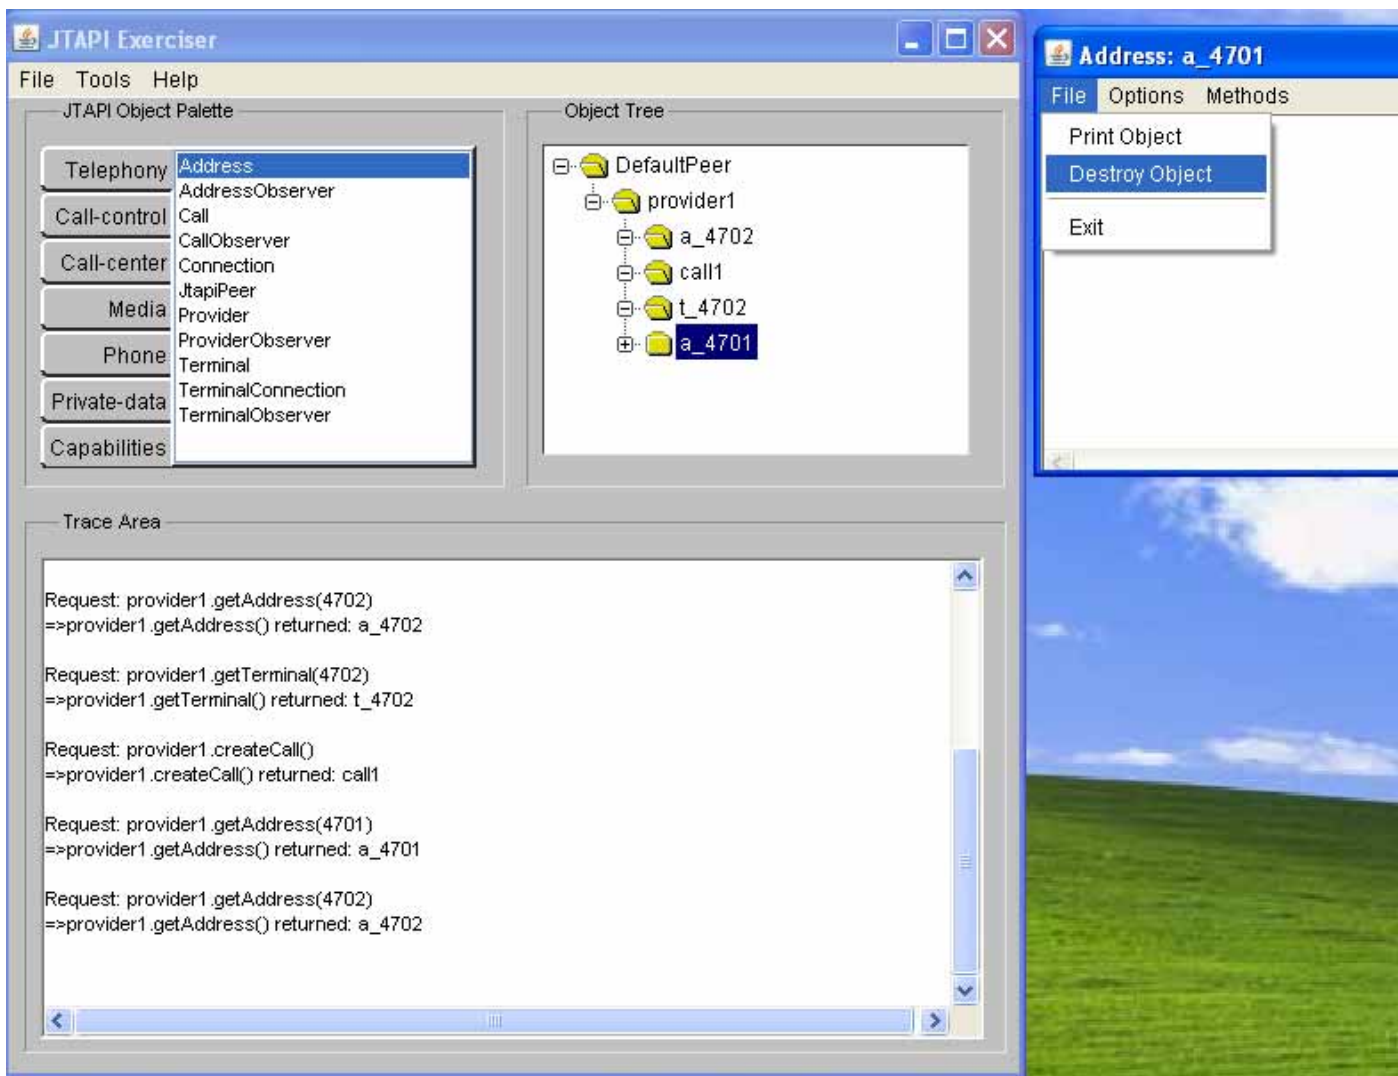 JTAPI Exerciser
File Tools Help
JTAPI Object Palette
Telephony
Call-control
Call-center
Media
Phone
Private-data
Capabilities
Address
AddressObserver
Call
CallObserver
Connection
JtapiPeer
Provider
ProviderObserver
Terminal
TerminalConnection
TerminalObserver
Object Tree
DefaultPeer
provider1
a_4702
call1
t_4702
a_4701
Trace Area
Request: provider1.getAddress(4702)
=>provider1.getAddress() returned: a_4702
Request: provider1.getTerminal(4702)
=>provider1.getTerminal() returned: t_4702
Request: provider1.createCall()
=>provider1.createCall() returned: call1
Request: provider1.getAddress(4701)
=>provider1.getAddress() returned: a_4701
Request: provider1.getAddress(4702)
=>provider1.getAddress() returned: a_4702
Address: a_4701
File Options Methods
Print Object
Destroy Object
Exit